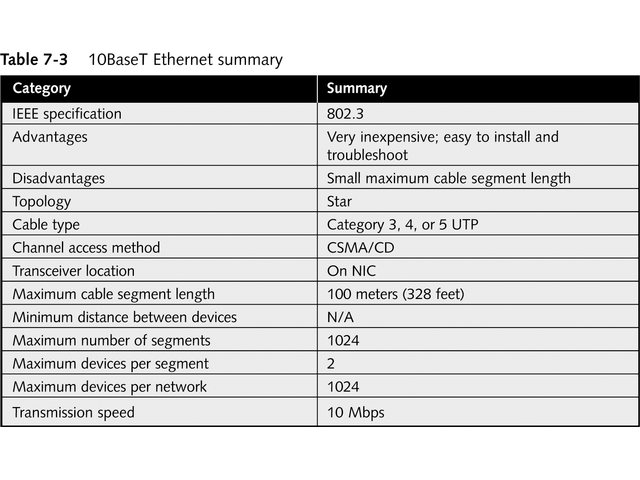 Table 7-3 10BaseT Ethernet summary
Category Summary
IEEE specification 802.3
Advantages Very inexpensive; easy to install and
troubleshoot
Disadvantages Small maximum cable segment length
Topology Star
Cable type Category 3, 4, or 5 UTP
Channel access method CSMA/CD
Transceiver location On NIC
Maximum cable segment length 100 meters (328 feet)
Minimum distance between devices N/A
Maximum number of segments 1024
Maximum devices per segment 2
Maximum devices per network 1024
Transmission speed 10 Mbps